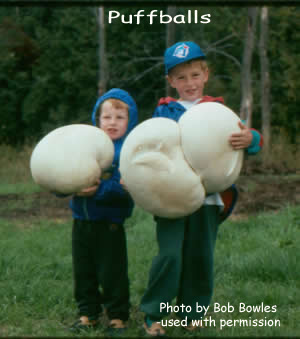 Puffballs
Photo by Bob Bowles
-used with permission